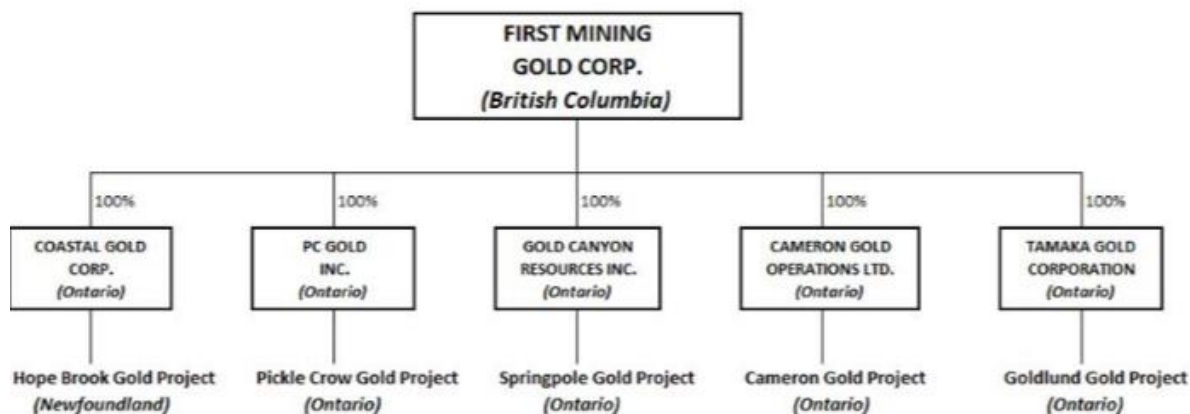 FIRST MINING
GOLD CORP.
(British Columbia)
100%
100%
100%
100%
100%
COASTAL GOLD
CORP.
(Ontario)
PC GOLD
INC.
(Ontario)
GOLD CANYON
RESOURCES INC.
(Ontario)
CAMERON GOLD
OPERATIONS LTD.
(Ontario)
TAMAKA GOLD
CORPORATION
(Ontario)
Hope Brook Gold Project
(Newfoundland)
Pickle Crow Gold Project
(Ontario)
Springpole Gold Project
(Ontario)
Cameron Gold Project
(Ontario)
Goldlund Gold Project
(Ontario)